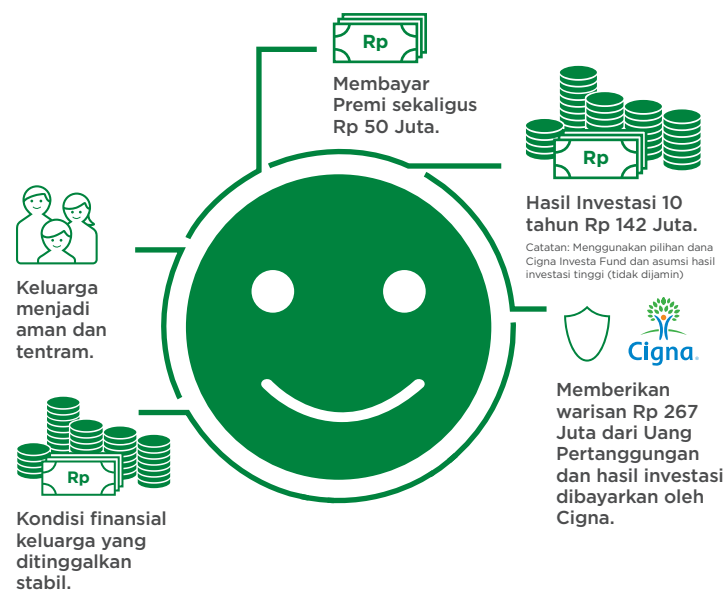 Rp
Membayar
Premi sekaligus
Rp 50 Juta.
Rp
Hasil Investasi 10
tahun Rp 142 Juta.
Catatan: Menggunakan pilihan dana
Cigna Investa Fund dan asumsi hasil
investasi tinggi (tidak dijamin)
Cigna.
Memberikan
warisan Rp 267
Juta dari Uang
Pertanggungan
dan hasil investasi
dibayarkan oleh
Cigna.
Rp
Kondisi finansial
keluarga yang
ditinggalkan
stabil.
Keluarga
menjadi
aman dan
tentram.